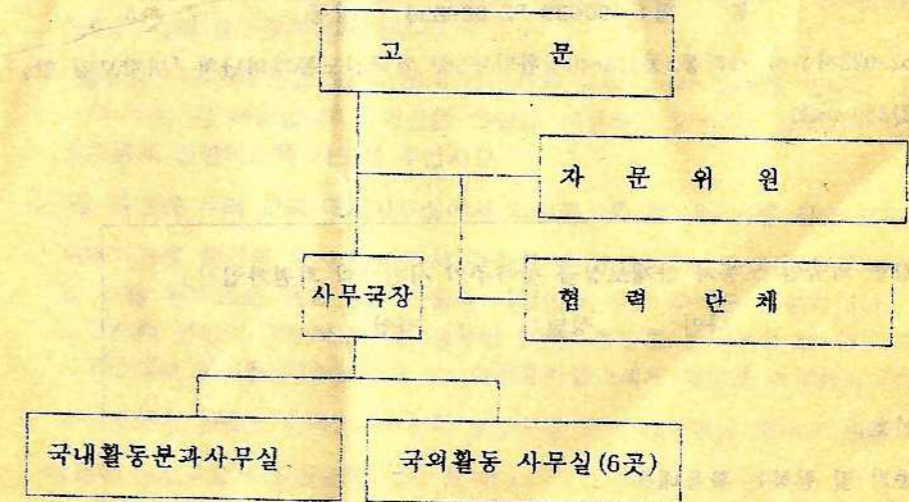 고 문
자 문 위 원
사무국장
협 력 단 체
국내활동분과사무실
국외활동 사무실(6곳)